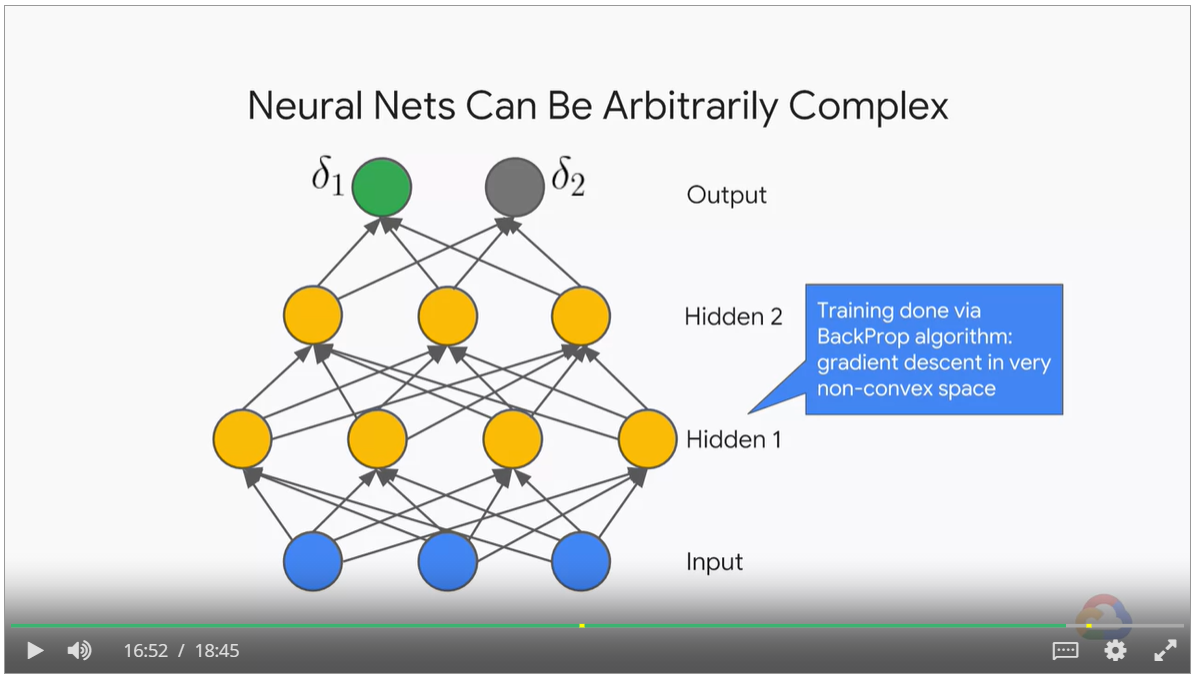 Neural Nets Can Be Arbitrarily Complex
δ1
δ2
Output
Hidden 2
Training done via
BackProp algorithm:
gradient descent in very
non-convex space
Hidden 1
Input
16:52 / 18:45